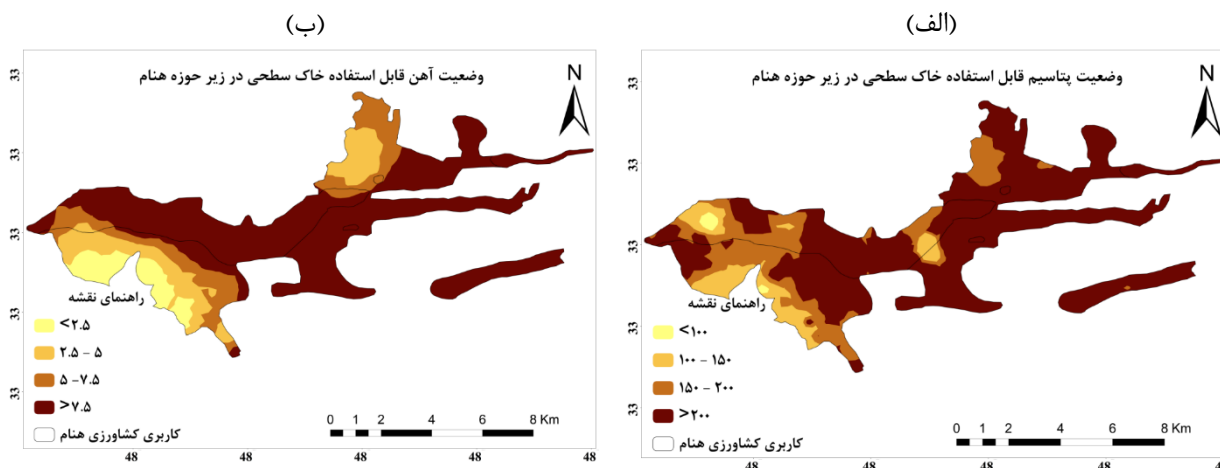 (الف)
وضعیت پتاسیم قابل استفاده خاک سطحی در زیر حوزه هنام
N
33
33
33
33
33
راهنمای نقشه
<۱۰۰
۱۰۰ - ۱۵۰
۱۵۰ - ۲۰۰
>۲۰۰
کاربری کشاورزی هنام
0 1 2 4 6 8 Km
48 48 48 48 48
(ب)
وضعیت آهن قابل استفاده خاک سطحی در زیر حوزه هنام
N
33
33
33
33
33
راهنمای نقشه
<۲.۵
۲.۵ - ۵
۵ -۷.۵
>۷.۵
کاربری کشاورزی هنام
0 1 2 4 6 8 Km
48 48 48 48 48